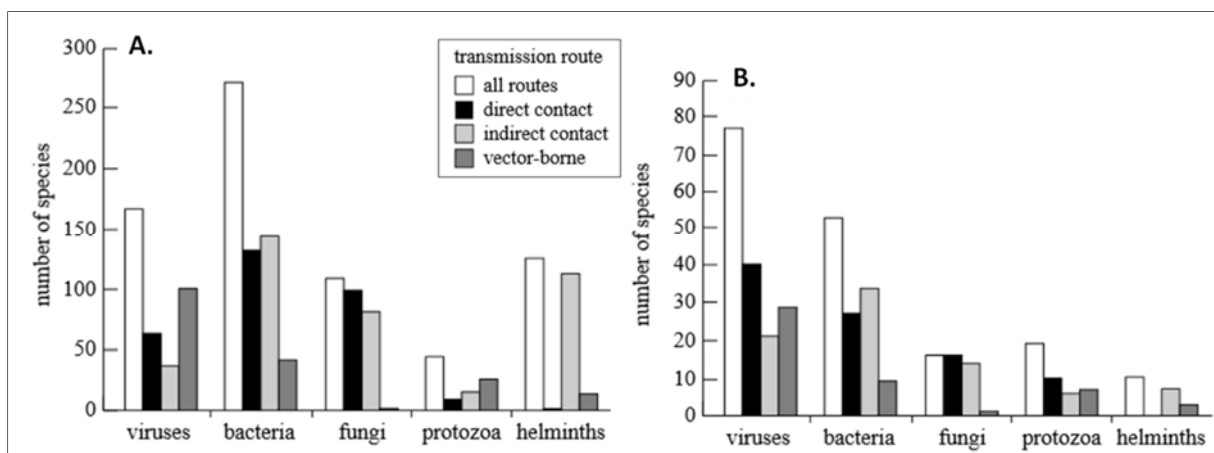 A.
300
250
200
150
100
50
0
number of species
transmission route
all routes
direct contact
indirect contact
vector-borne
viruses bacteria fungi protozoa helminths
B.
90
80
70
60
50
40
30
20
10
0
number of species
viruses bacteria fungi protozoa helminths